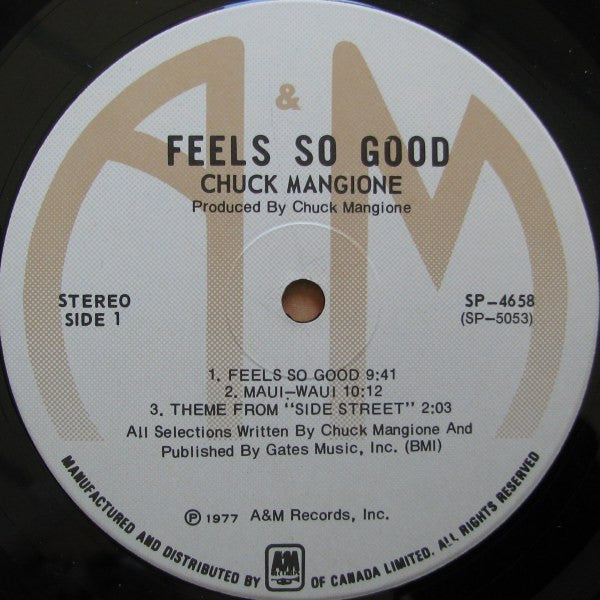 &
FEELS SO GOOD
CHUCK MANGIONE
Produced By Chuck Mangione
STEREO
SIDE 1
SP-4658
(SP-5053)
1. FEELS SO GOOD 9:41
2. MAUI-WAUI 10:12
3. THEME FROM "SIDE STREET" 2:03
All Selections Written By Chuck Mangione And
Published By Gates Music, Inc. (BMI)
℗ 1977 A&M Records, Inc.
MANUFACTURED AND DISTRIBUTED BY A&M RECORDS OF CANADA LIMITED. ALL RIGHTS RESERVED